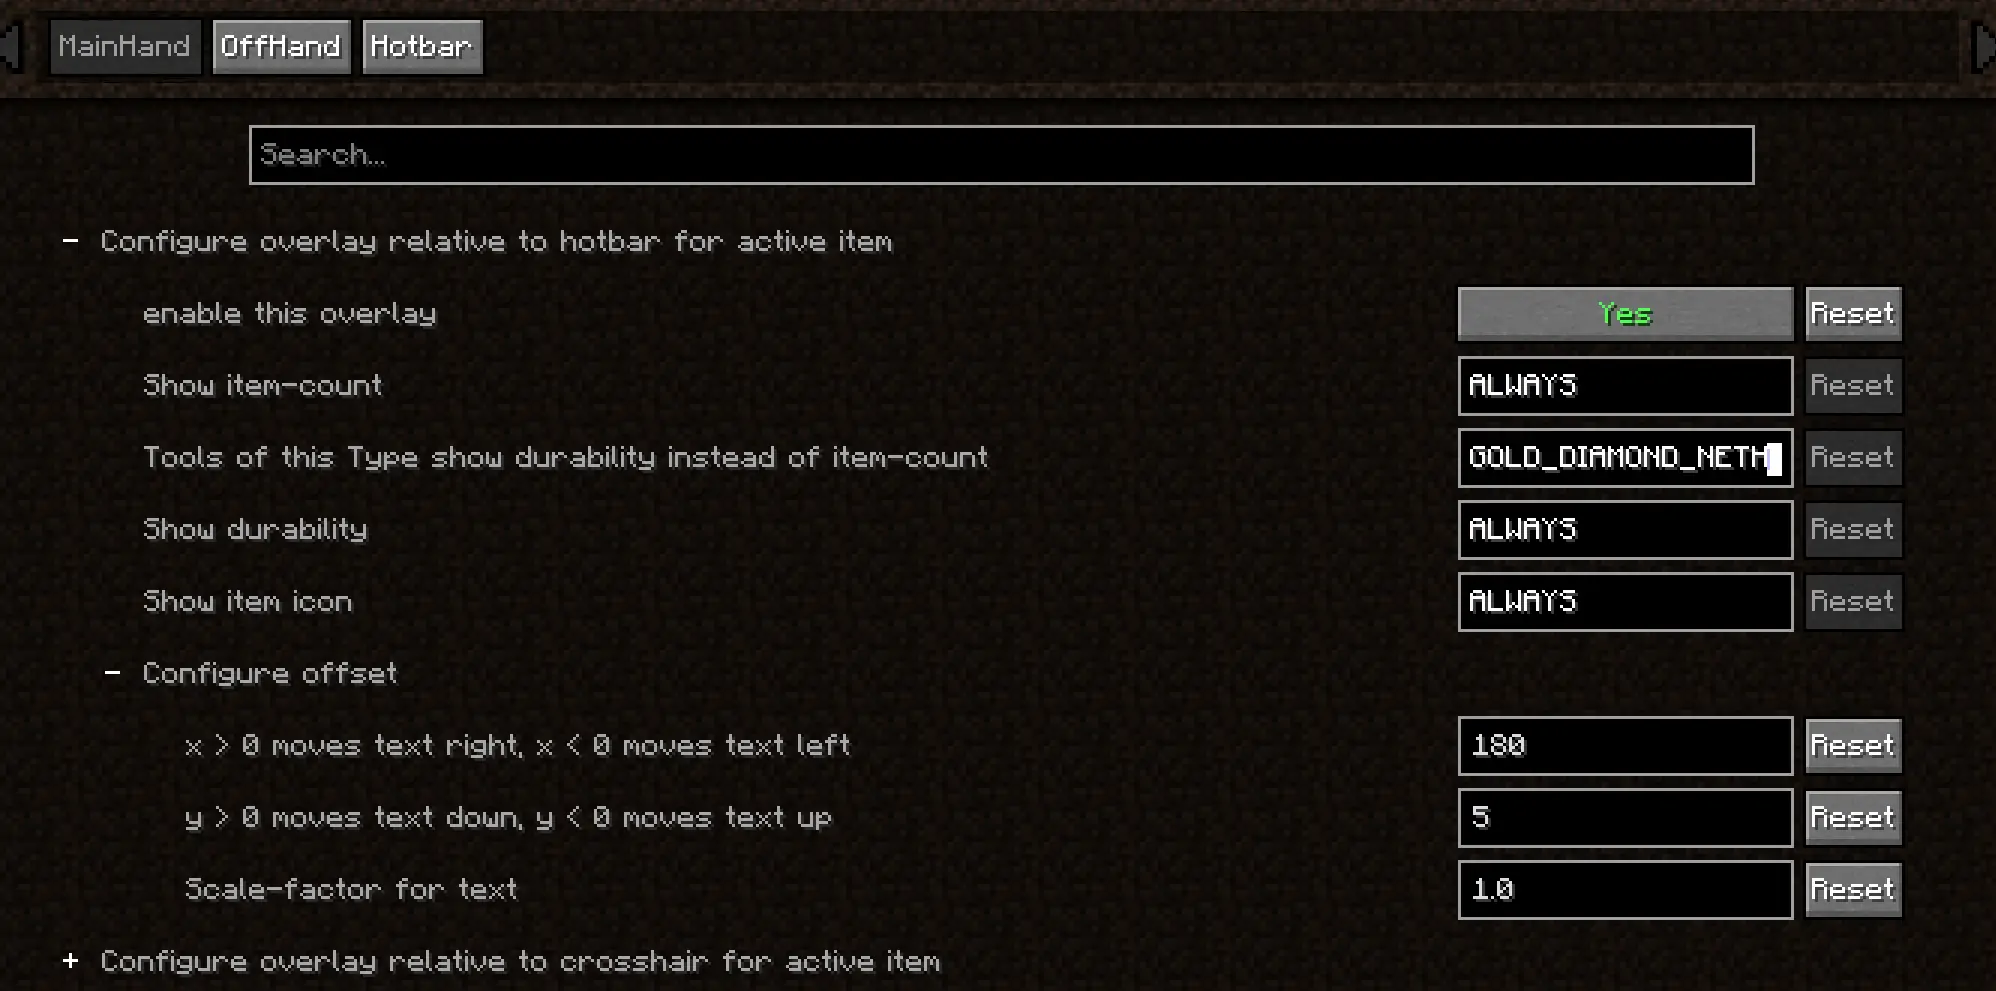 MainHand OffHand Hotbar
Search...
− Configure overlay relative to hotbar for active item
enable this overlay Yes Reset
Show item-count ALWAYS Reset
Tools of this Type show durability instead of item-count GOLD_DIAMOND_NETH Reset
Show durability ALWAYS Reset
Show item icon ALWAYS Reset
− Configure offset
x > 0 moves text right, x < 0 moves text left 180 Reset
y > 0 moves text down, y < 0 moves text up 5 Reset
Scale-factor for text 1.0 Reset
+ Configure overlay relative to crosshair for active item